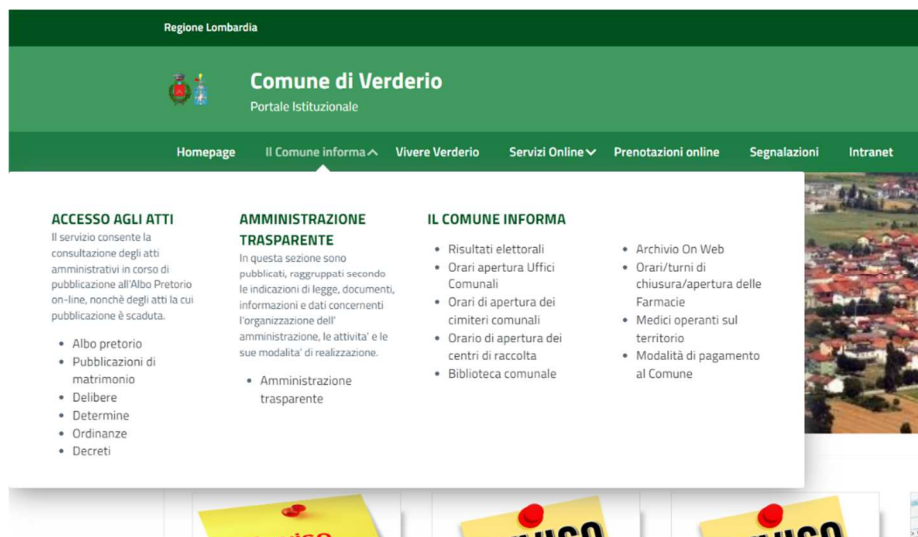 Regione Lombardia
Comune di Verderio
Portale Istituzionale
Homepage
Il Comune informa
Vivere Verderio
Servizi Online
Prenotazioni online
Segnalazioni
Intranet
ACCESSO AGLI ATTI
Il servizio consente la
consultazione degli atti
amministrativi in corso di
pubblicazione all'Albo Pretorio
on-line, nonchè degli atti la cui
pubblicazione è scaduta.
• Albo pretorio
• Pubblicazioni di
matrimonio
• Delibere
• Determine
• Ordinanze
• Decreti
AMMINISTRAZIONE
TRASPARENTE
In questa sezione sono
pubblicati, raggruppati secondo
le indicazioni di legge, documenti,
informazioni e dati concernenti
l'organizzazione dell'
amministrazione, le attivita' e le
sue modalita' di realizzazione.
• Amministrazione
trasparente
IL COMUNE INFORMA
• Risultati elettorali
• Orari apertura Uffici
Comunali
• Orari di apertura dei
cimiteri comunali
• Orario di apertura dei
centri di raccolta
• Biblioteca comunale
• Archivio On Web
• Orari/turni di
chiusura/apertura delle
Farmacie
• Medici operanti sul
territorio
• Modalità di pagamento
al Comune